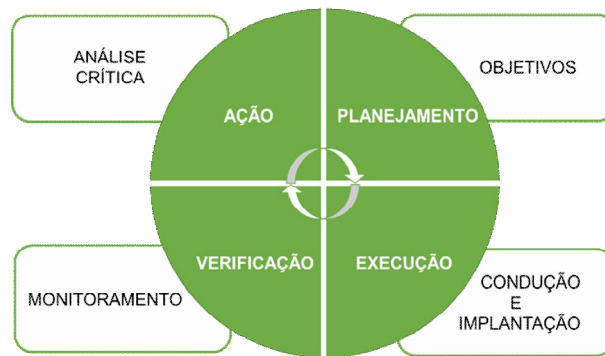 ANÁLISE
CRÍTICA
OBJETIVOS
AÇÃO
PLANEJAMENTO
VERIFICAÇÃO
EXECUÇÃO
MONITORAMENTO
CONDUÇÃO
E
IMPLANTAÇÃO